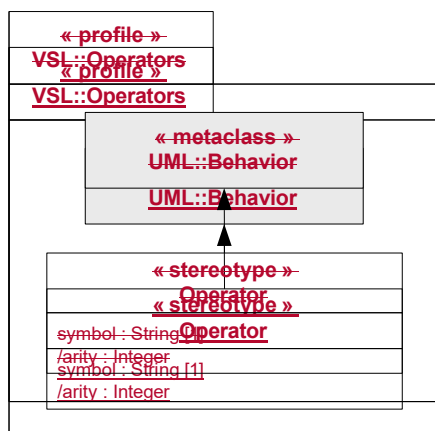 « profile »
VSL::Operators
« profile »
VSL::Operators
« metaclass »
UML::Behavior
UML::Behavior
« stereotype »
Operator
« stereotype »
Operator
symbol : String [1]
/arity : Integer
symbol : String [1]
/arity : Integer